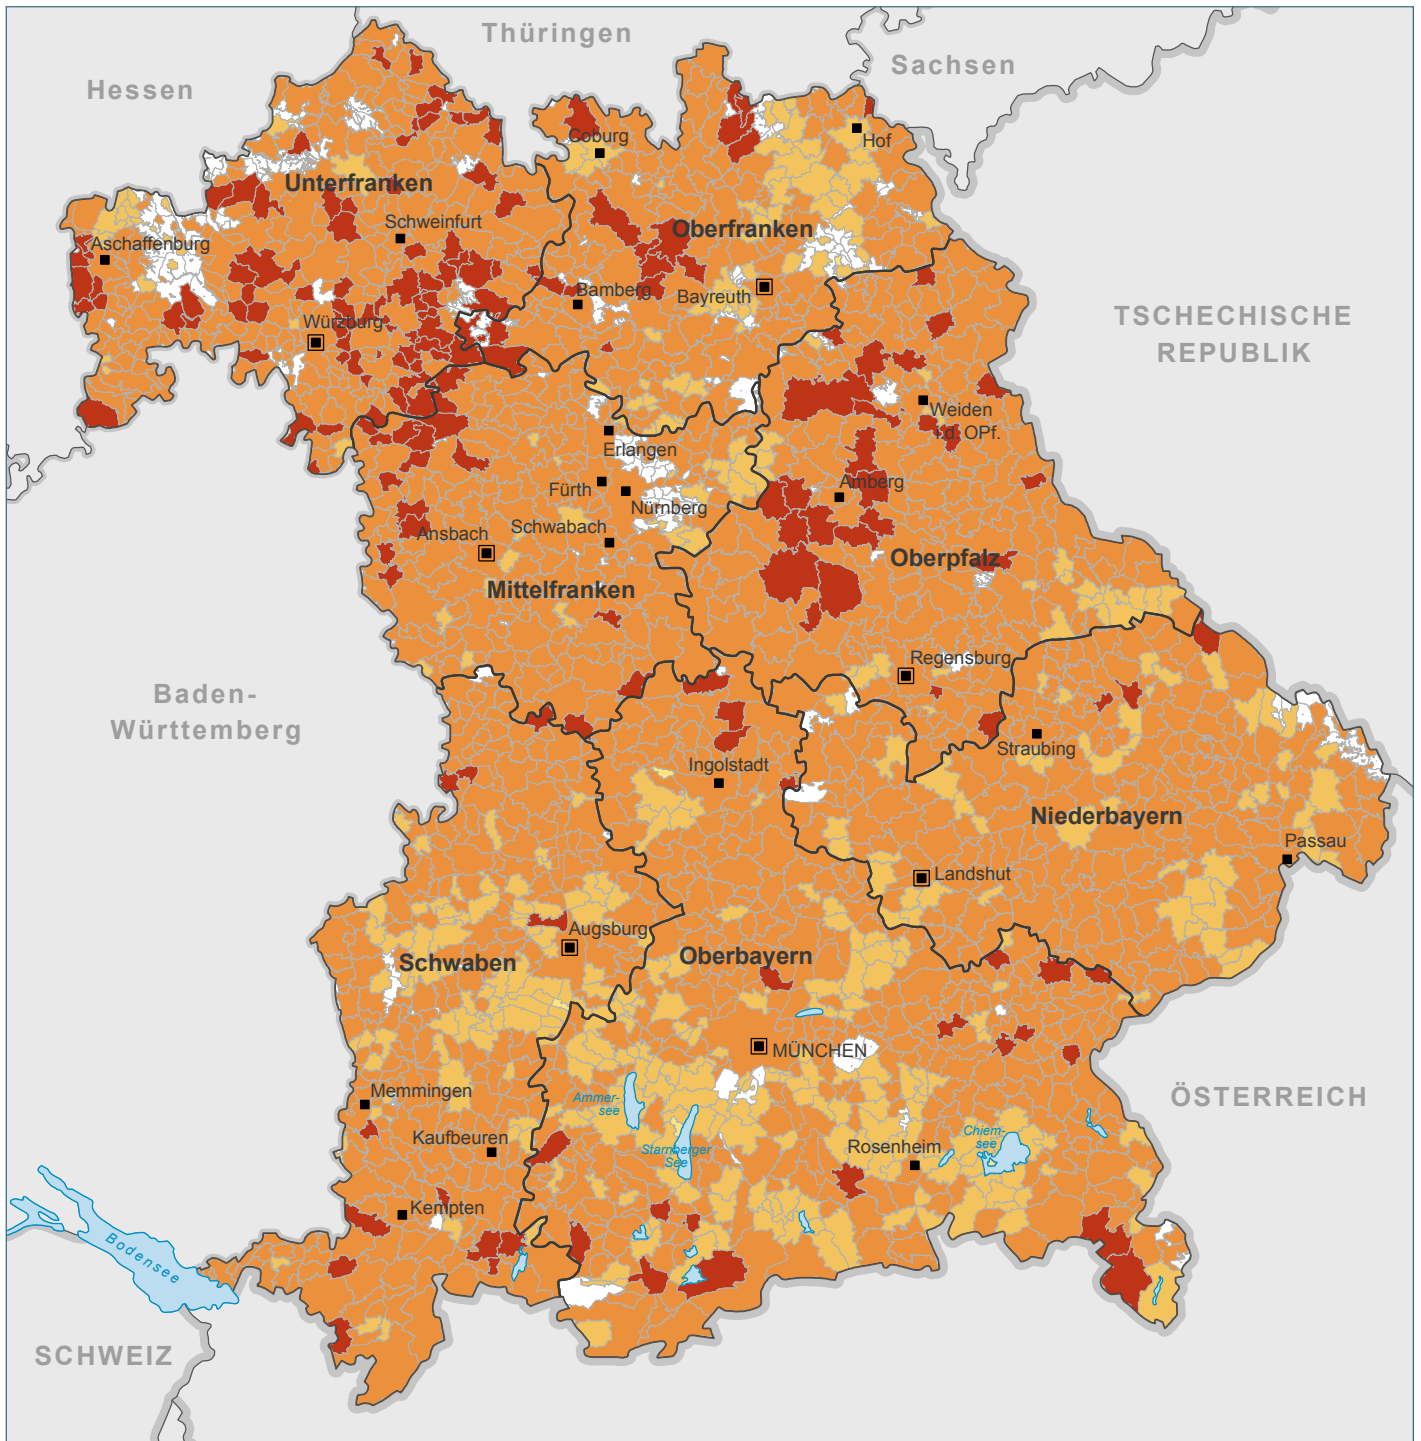 Thüringen
Sachsen
Hessen
Coburg
Hof
Unterfranken
Schweinfurt
Oberfranken
Aschaffenburg
Bamberg
Bayreuth
Würzburg
TSCHECHISCHE
REPUBLIK
Weiden
i.d. OPf.
Erlangen
Fürth
Nürnberg
Amberg
Schwabach
Ansbach
Oberpfalz
Mittelfranken
Regensburg
Baden-
Württemberg
Straubing
Ingolstadt
Niederbayern
Passau
Landshut
Augsburg
Schwaben
Oberbayern
MÜNCHEN
Memmingen
Ammer-
see
ÖSTERREICH
Kaufbeuren
Starnberger
See
Rosenheim
Chiem-
see
Kempten
Bodensee
SCHWEIZ